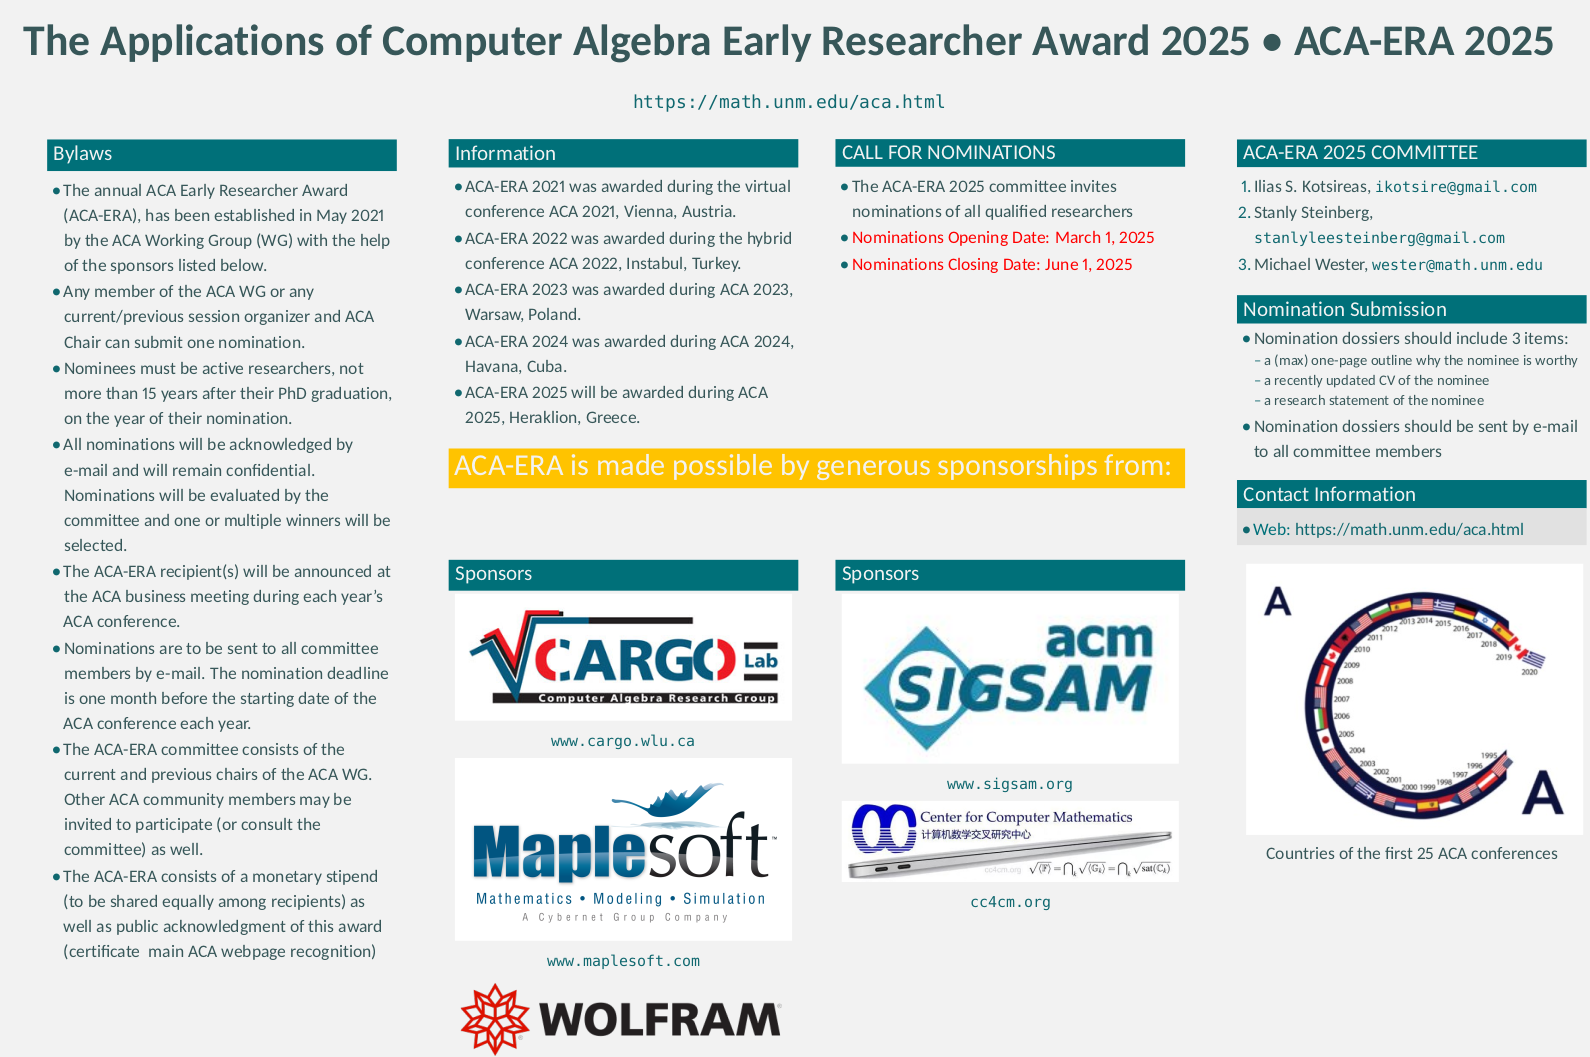 The Applications of Computer Algebra Early Researcher Award 2025 • ACA-ERA 2025
https://math.unm.edu/aca.html
Bylaws
• The annual ACA Early Researcher Award
(ACA-ERA), has been established in May 2021
by the ACA Working Group (WG) with the help
of the sponsors listed below.
• Any member of the ACA WG or any
current/previous session organizer and ACA
Chair can submit one nomination.
• Nominees must be active researchers, not
more than 15 years after their PhD graduation,
on the year of their nomination.
• All nominations will be acknowledged by
e-mail and will remain confidential.
Nominations will be evaluated by the
committee and one or multiple winners will be
selected.
• The ACA-ERA recipient(s) will be announced at
the ACA business meeting during each year's
ACA conference.
• Nominations are to be sent to all committee
members by e-mail. The nomination deadline
is one month before the starting date of the
ACA conference each year.
• The ACA-ERA committee consists of the
current and previous chairs of the ACA WG.
Other ACA community members may be
invited to participate (or consult the
committee) as well.
• The ACA-ERA consists of a monetary stipend
(to be shared equally among recipients) as
well as public acknowledgment of this award
(certificate main ACA webpage recognition)
Information
• ACA-ERA 2021 was awarded during the virtual
conference ACA 2021, Vienna, Austria.
• ACA-ERA 2022 was awarded during the hybrid
conference ACA 2022, Instabul, Turkey.
• ACA-ERA 2023 was awarded during ACA 2023,
Warsaw, Poland.
• ACA-ERA 2024 was awarded during ACA 2024,
Havana, Cuba.
• ACA-ERA 2025 will be awarded during ACA
2025, Heraklion, Greece.
CALL FOR NOMINATIONS
• The ACA-ERA 2025 committee invites
nominations of all qualified researchers
• Nominations Opening Date: March 1, 2025
• Nominations Closing Date: June 1, 2025
ACA-ERA is made possible by generous sponsorships from:
Sponsors
CARGO Lab
Computer Algebra Research Group
www.cargo.wlu.ca
Maplesoft™
Mathematics • Modeling • Simulation
A Cybernet Group Company
www.maplesoft.com
WOLFRAM
Sponsors
acm
SIGSAM
www.sigsam.org
Center for Computer Mathematics
计算机数学交叉研究中心
cc4cm.org √⟨𝔽⟩ = ⋂k √⟨𝔾k⟩ = ⋂k √sat(ℂk)
cc4cm.org
ACA-ERA 2025 COMMITTEE
1. Ilias S. Kotsireas, ikotsire@gmail.com
2. Stanly Steinberg,
stanlyleesteinberg@gmail.com
3. Michael Wester, wester@math.unm.edu
Nomination Submission
• Nomination dossiers should include 3 items:
– a (max) one-page outline why the nominee is worthy
– a recently updated CV of the nominee
– a research statement of the nominee
• Nomination dossiers should be sent by e-mail
to all committee members
Contact Information
• Web: https://math.unm.edu/aca.html
A
1995
1996
1997
1998
1999
2000
2001
2002
2003
2004
2005
2006
2007
2008
2009
2010
2011
2012
2013
2014
2015
2016
2017
2018
2019
2020
A
Countries of the first 25 ACA conferences